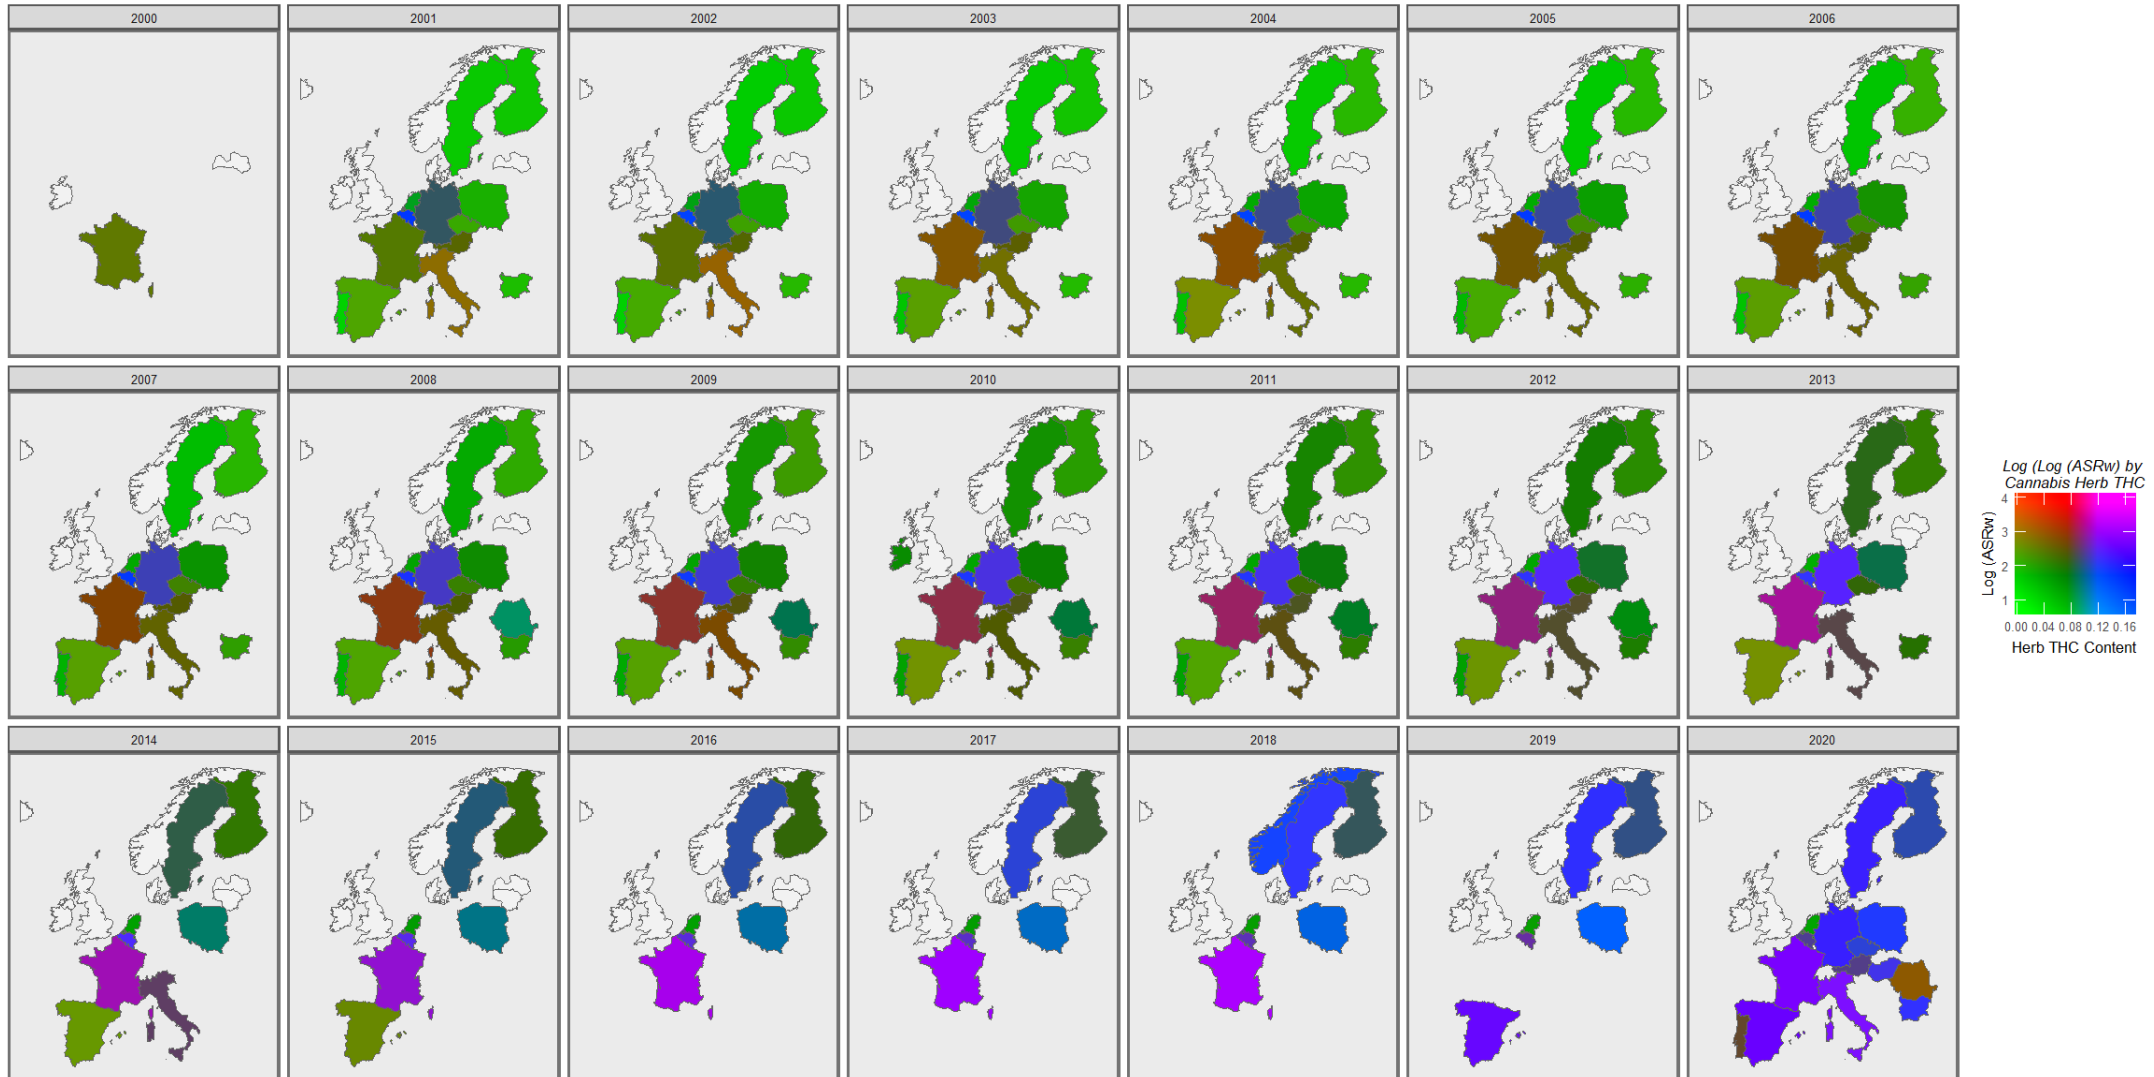 2000 2001 2002 2003 2004 2005 2006
2007 2008 2009 2010 2011 2012 2013
2014 2015 2016 2017 2018 2019 2020
Log (Log (ASRw) by
Cannabis Herb THC
4
3
2
1
Log (ASRw)
0.00 0.04 0.08 0.12 0.16
Herb THC Content